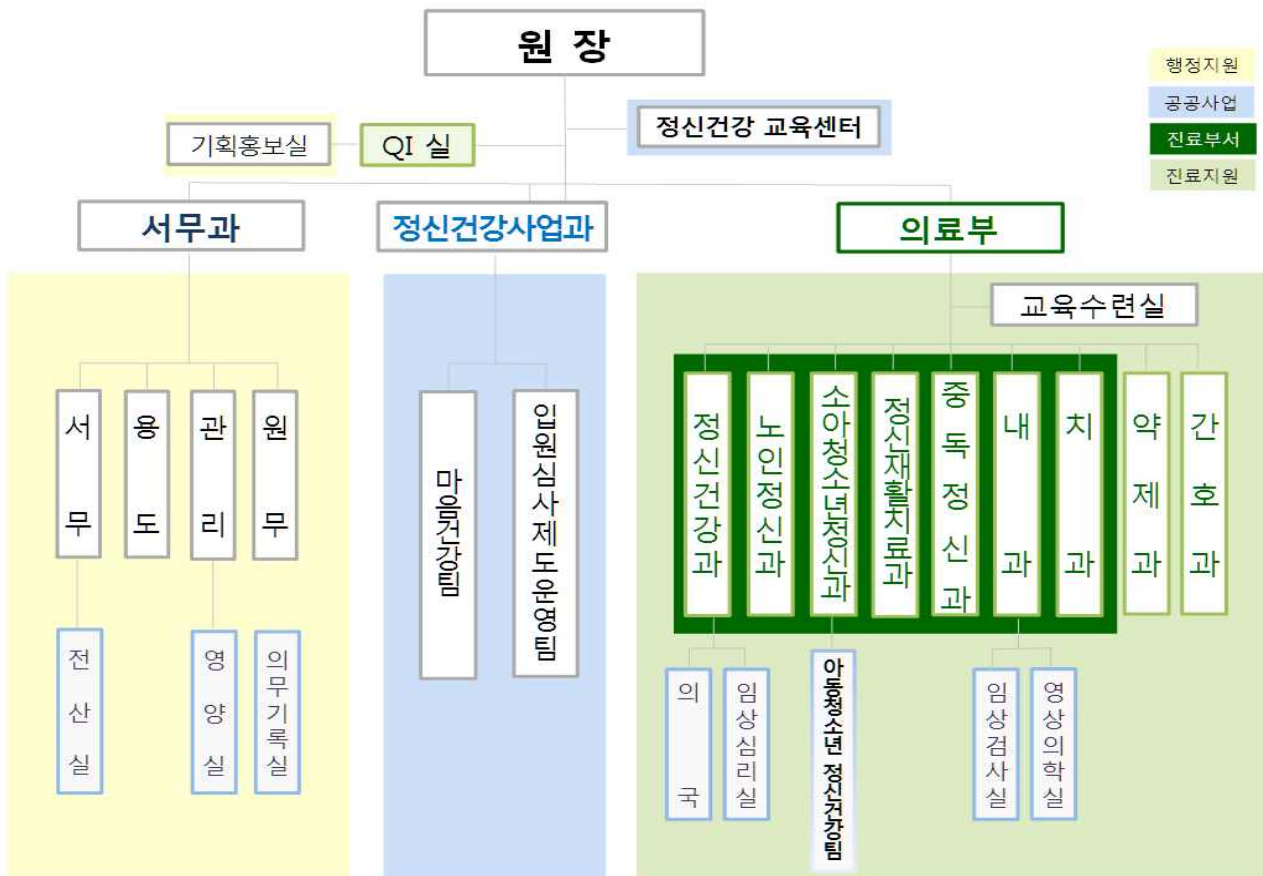 원 장
행정지원
공공사업
진료부서
진료지원
정신건강 교육센터
기획홍보실
QI 실
서무과
정신건강사업과
의료부
교육수련실
서무
용도
관리
원무
마음건강팀
입원심사제도운영팀
정신건강과
노인정신과
소아청소년정신과
정신재활치료과
중독정신과
내과
치과
약제과
간호과
전산실
영양실
의무기록실
의국
임상심리실
아동청소년 정신건강팀
임상검사실
영상의학실